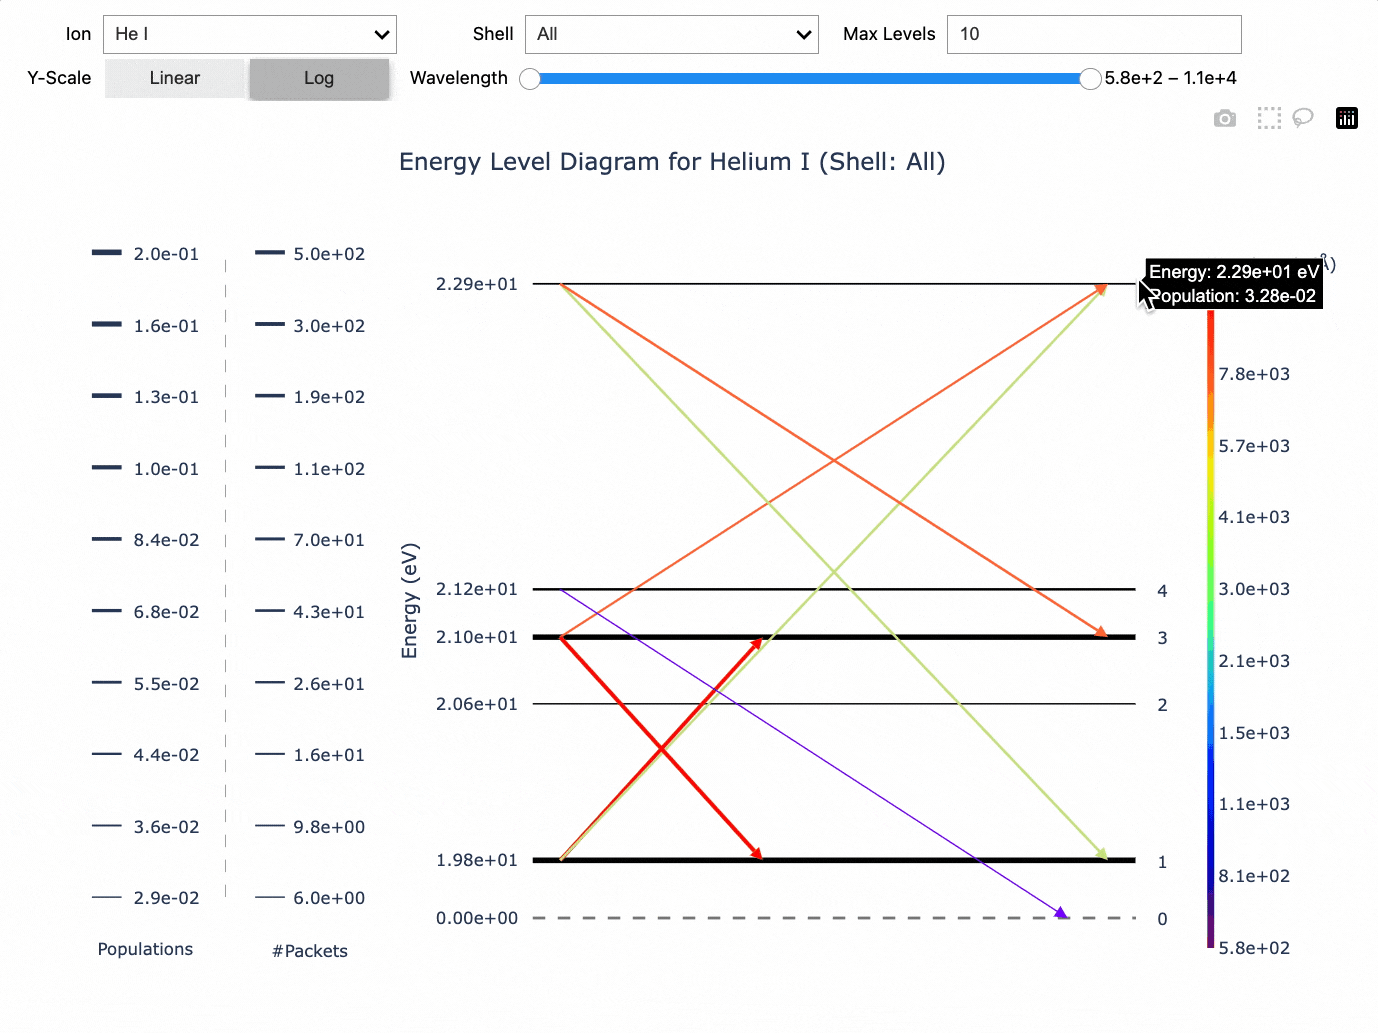 Ion He I Shell All Max Levels 10
Y-Scale Linear Log Wavelength 5.8e+2 – 1.1e+4
Energy Level Diagram for Helium I (Shell: All)
2.0e-01 5.0e+02
Å)
Energy: 2.29e+01 eV
2.29e+01
Population: 3.28e-02
1.6e-01 3.0e+02
7.8e+03
1.3e-01 1.9e+02
5.7e+03
1.0e-01 1.1e+02
4.1e+03
8.4e-02 7.0e+01
2.12e+01 4 3.0e+03
6.8e-02 4.3e+01
Energy (eV)
2.10e+01 3
2.1e+03
5.5e-02 2.6e+01
2.06e+01 2
1.5e+03
4.4e-02 1.6e+01
1.1e+03
3.6e-02 9.8e+00
1.98e+01 1
8.1e+02
2.9e-02 6.0e+00
0.00e+00 0
Populations #Packets 5.8e+02